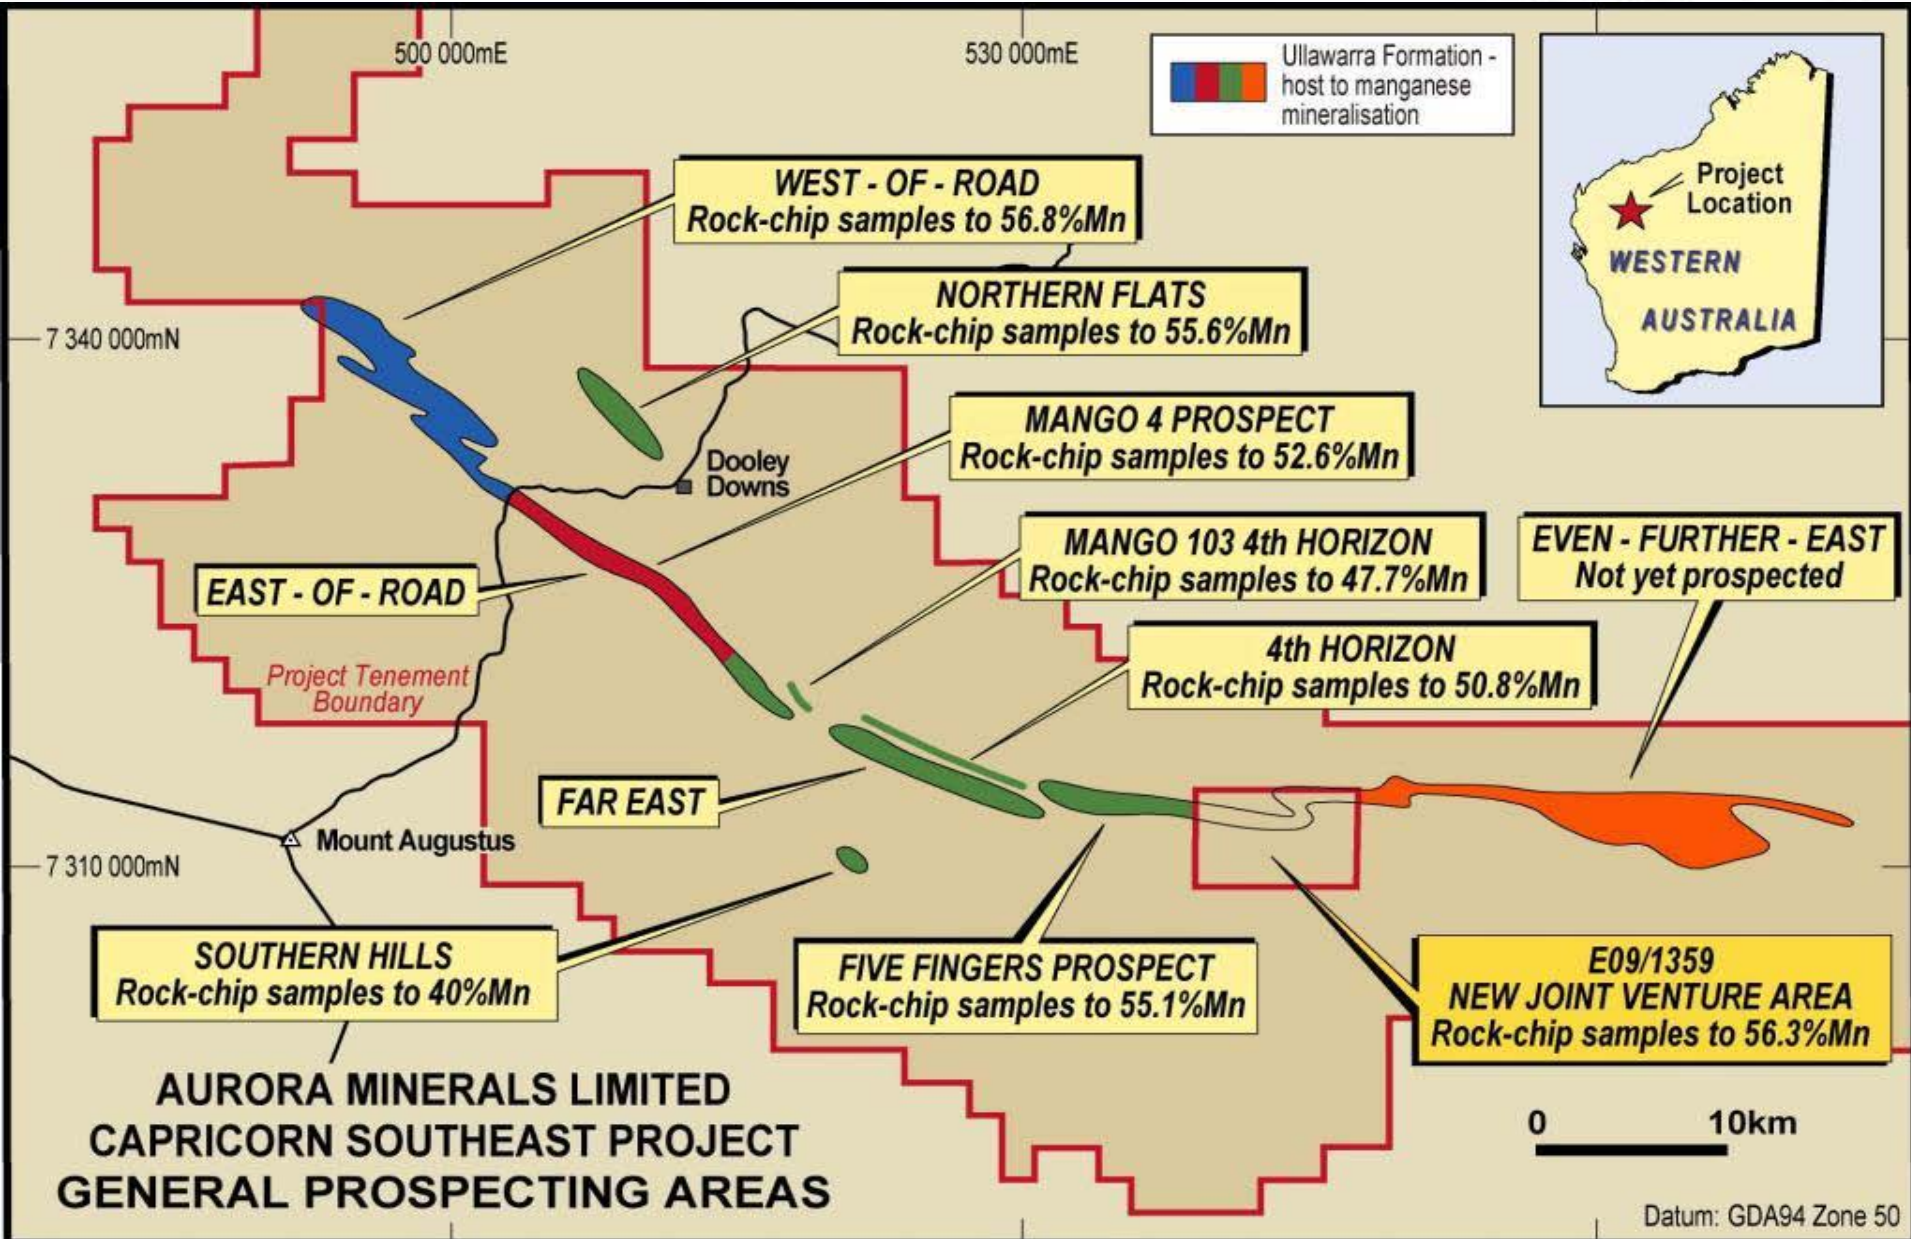 500 000mE
530 000mE
Ullawarra Formation -
host to manganese
mineralisation
Project
Location
WESTERN
AUSTRALIA
WEST - OF - ROAD
Rock-chip samples to 56.8%Mn
NORTHERN FLATS
Rock-chip samples to 55.6%Mn
7 340 000mN
MANGO 4 PROSPECT
Rock-chip samples to 52.6%Mn
Dooley
Downs
MANGO 103 4th HORIZON
Rock-chip samples to 47.7%Mn
EVEN - FURTHER - EAST
Not yet prospected
EAST - OF - ROAD
4th HORIZON
Rock-chip samples to 50.8%Mn
Project Tenement
Boundary
FAR EAST
Mount Augustus
7 310 000mN
SOUTHERN HILLS
Rock-chip samples to 40%Mn
FIVE FINGERS PROSPECT
Rock-chip samples to 55.1%Mn
E09/1359
NEW JOINT VENTURE AREA
Rock-chip samples to 56.3%Mn
AURORA MINERALS LIMITED
CAPRICORN SOUTHEAST PROJECT
GENERAL PROSPECTING AREAS
0 10km
Datum: GDA94 Zone 50